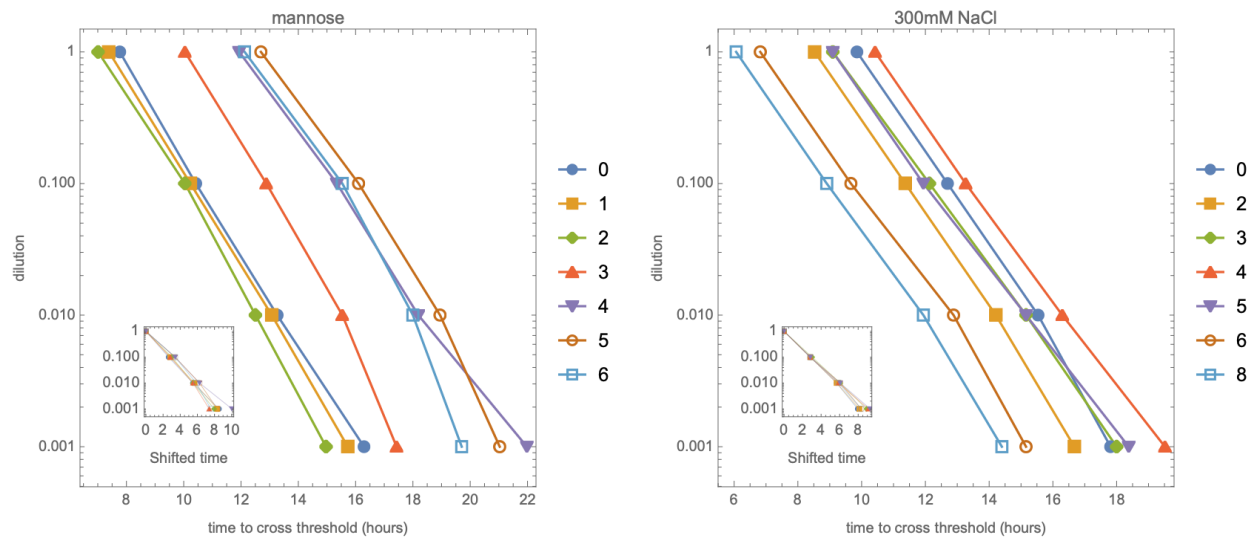 mannose
1
0.100
0.010
0.001
dilution
8 10 12 14 16 18 20 22
time to cross threshold (hours)
1
0.100
0.010
0.001
0 2 4 6 8 10
Shifted time
0
1
2
3
4
5
6
300mM NaCl
1
0.100
0.010
0.001
dilution
6 8 10 12 14 16 18
time to cross threshold (hours)
1
0.100
0.010
0.001
0 2 4 6 8
Shifted time
0
2
3
4
5
6
8